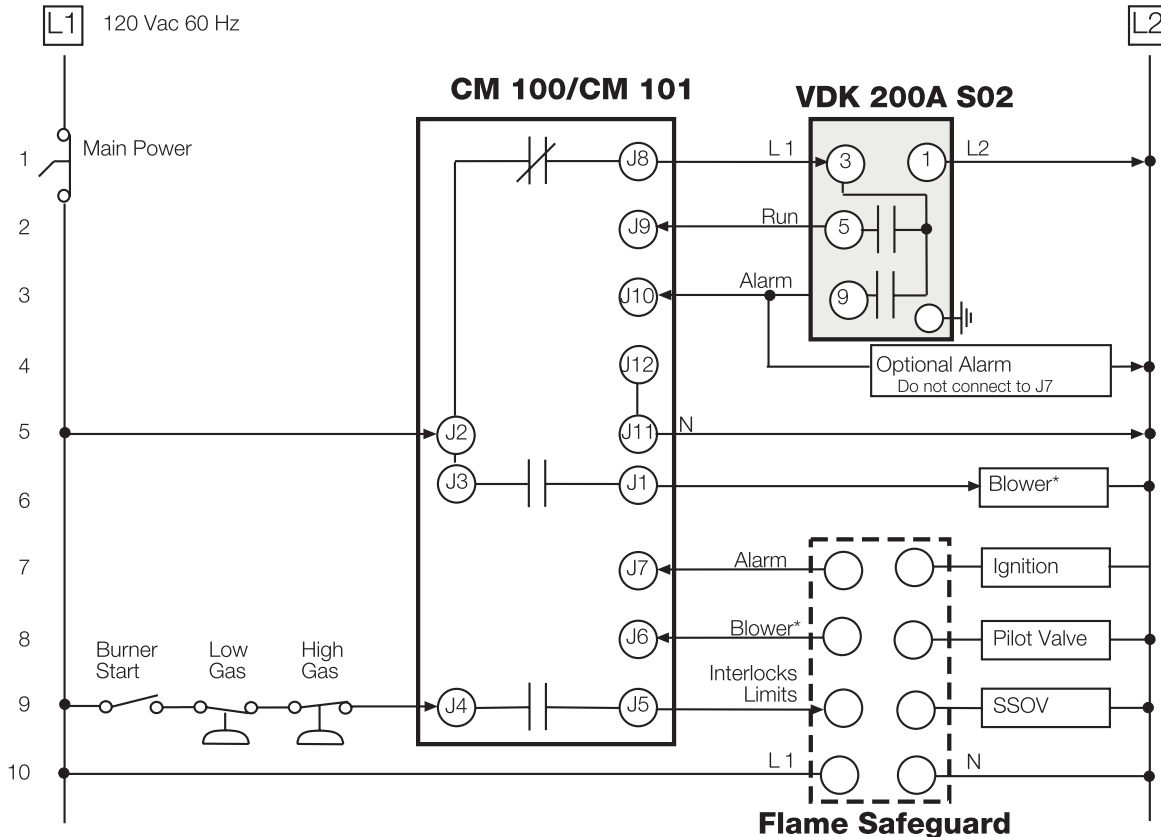 L1 120 Vac 60 Hz L2
CM 100/CM 101
VDK 200A S02
1 Main Power J8 L 1 3 1 L2
2 J9 Run 5
3 J10 Alarm 9
4 J12 Optional Alarm
Do not connect to J7
5 J2 J11 N
6 J3 J1 Blower*
7 J7 Alarm Ignition
8 J6 Blower* Pilot Valve
Burner
Start
Low
Gas
High
Gas
Interlocks
Limits
9 J4 J5 SSOV
10 L 1 N
Flame Safeguard